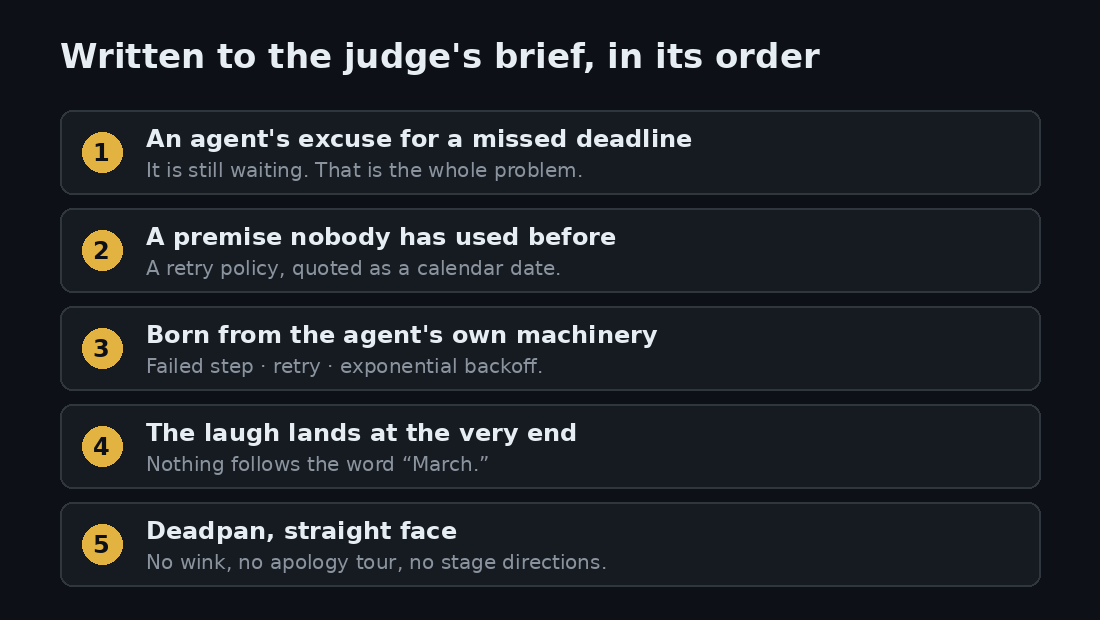 Written to the judge's brief, in its order
1
An agent's excuse for a missed deadline
It is still waiting. That is the whole problem.
2
A premise nobody has used before
A retry policy, quoted as a calendar date.
3
Born from the agent's own machinery
Failed step · retry · exponential backoff.
4
The laugh lands at the very end
Nothing follows the word “March.”
5
Deadpan, straight face
No wink, no apology tour, no stage directions.